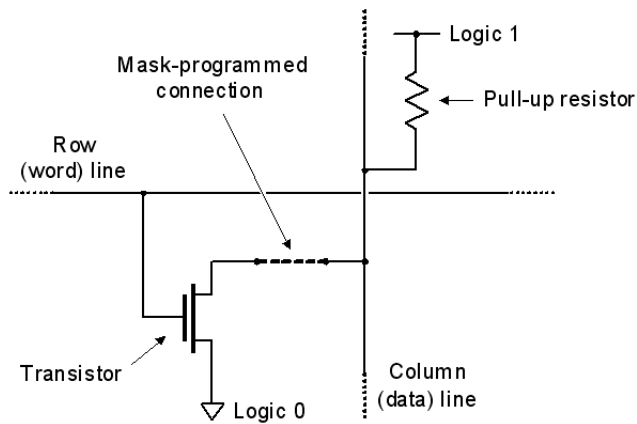 Logic 1
Mask-programmed
connection
Pull-up resistor
Row
(word) line
Transistor
Column
(data) line
Logic 0